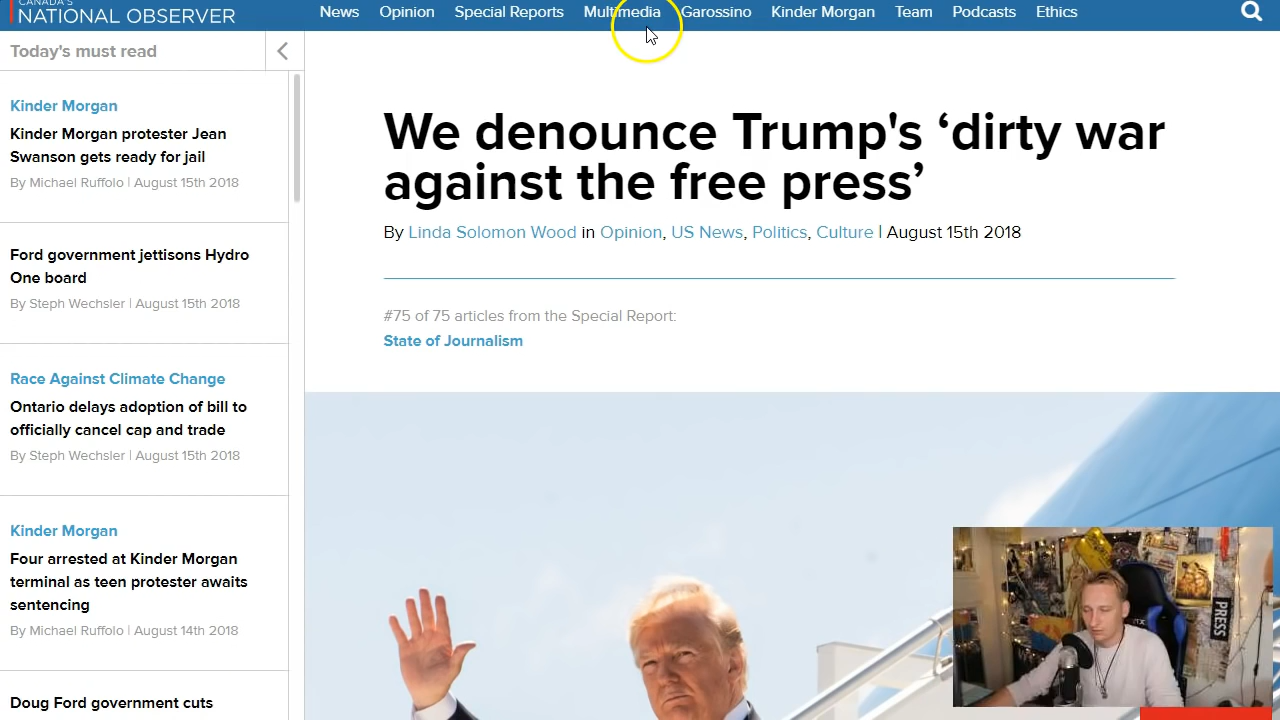 CANADA'S
NATIONAL OBSERVER
News Opinion Special Reports Multimedia Garossino Kinder Morgan Team Podcasts Ethics
Today's must read
Kinder Morgan
Kinder Morgan protester Jean
Swanson gets ready for jail
By Michael Ruffolo | August 15th 2018
Ford government jettisons Hydro
One board
By Steph Wechsler | August 15th 2018
Race Against Climate Change
Ontario delays adoption of bill to
officially cancel cap and trade
By Steph Wechsler | August 15th 2018
Kinder Morgan
Four arrested at Kinder Morgan
terminal as teen protester awaits
sentencing
By Michael Ruffolo | August 14th 2018
Doug Ford government cuts
We denounce Trump's ‘dirty war
against the free press’
By Linda Solomon Wood in Opinion, US News, Politics, Culture | August 15th 2018
#75 of 75 articles from the Special Report:
State of Journalism
PRESS